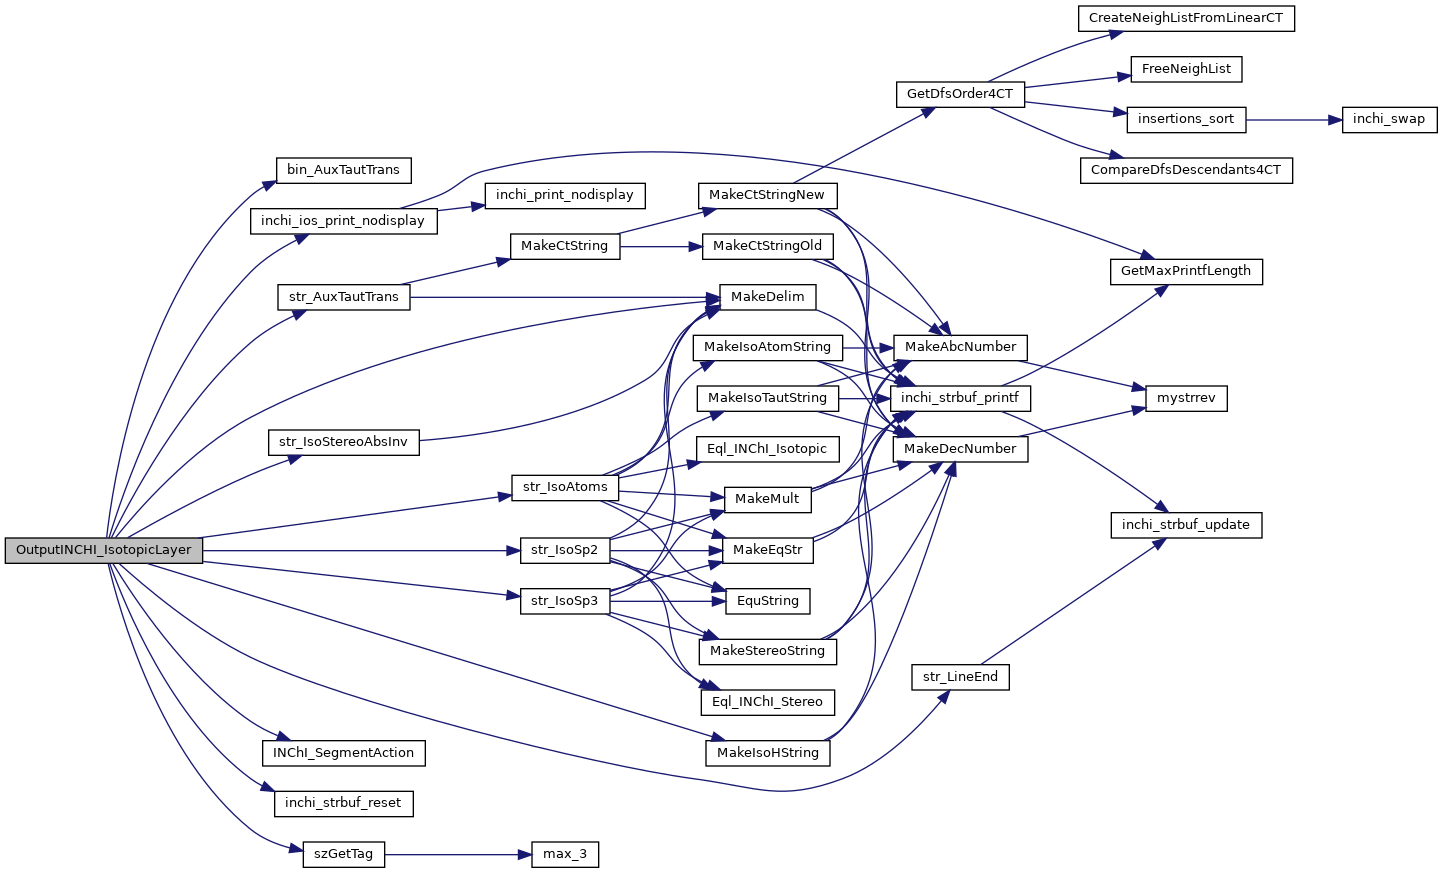 CreateNeighListFromLinearCT
FreeNeighList
GetDfsOrder4CT
insertions_sort
inchi_swap
bin_AuxTautTrans
CompareDfsDescendants4CT
inchi_print_nodisplay
MakeCtStringNew
inchi_ios_print_nodisplay
MakeCtString
MakeCtStringOld
GetMaxPrintfLength
str_AuxTautTrans
MakeDelim
MakeIsoAtomString
MakeAbcNumber
MakeIsoTautString
inchi_strbuf_printf
mystrrev
str_IsoStereoAbsInv
Eql_INChI_Isotopic
MakeDecNumber
str_IsoAtoms
MakeMult
inchi_strbuf_update
OutputINCHI_IsotopicLayer
str_IsoSp2
MakeEqStr
str_IsoSp3
EquString
MakeStereoString
str_LineEnd
Eql_INChI_Stereo
INChI_SegmentAction
MakeIsoHString
inchi_strbuf_reset
szGetTag
max_3